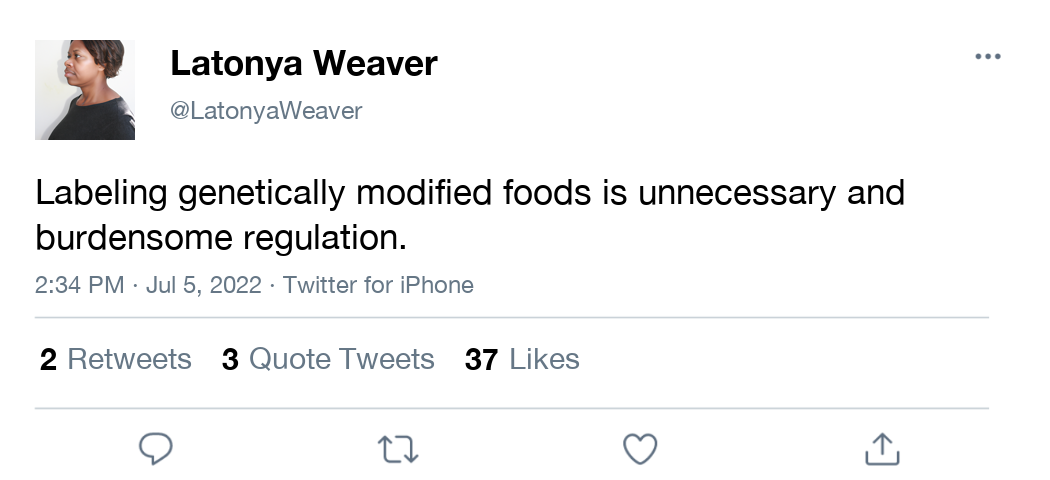 Latonya Weaver
@LatonyaWeaver
Labeling genetically modified foods is unnecessary and
burdensome regulation.
2:34 PM · Jul 5, 2022 · Twitter for iPhone
2 Retweets 3 Quote Tweets 37 Likes